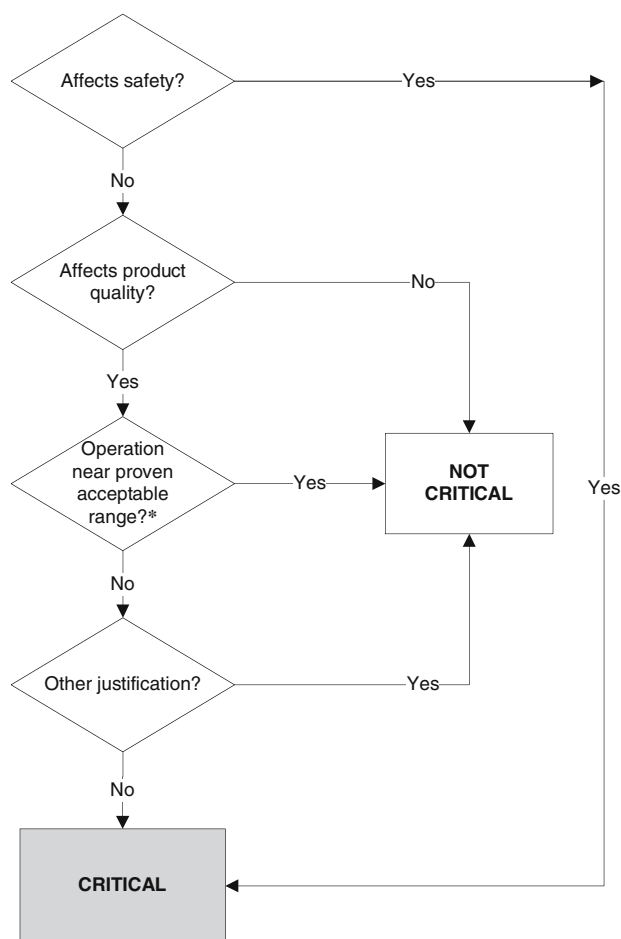 Affects safety?
Yes
No
Affects product
quality?
No
Yes
Operation
near proven
acceptable
range?*
Yes
NOT
CRITICAL
Yes
No
Other justification?
Yes
No
CRITICAL